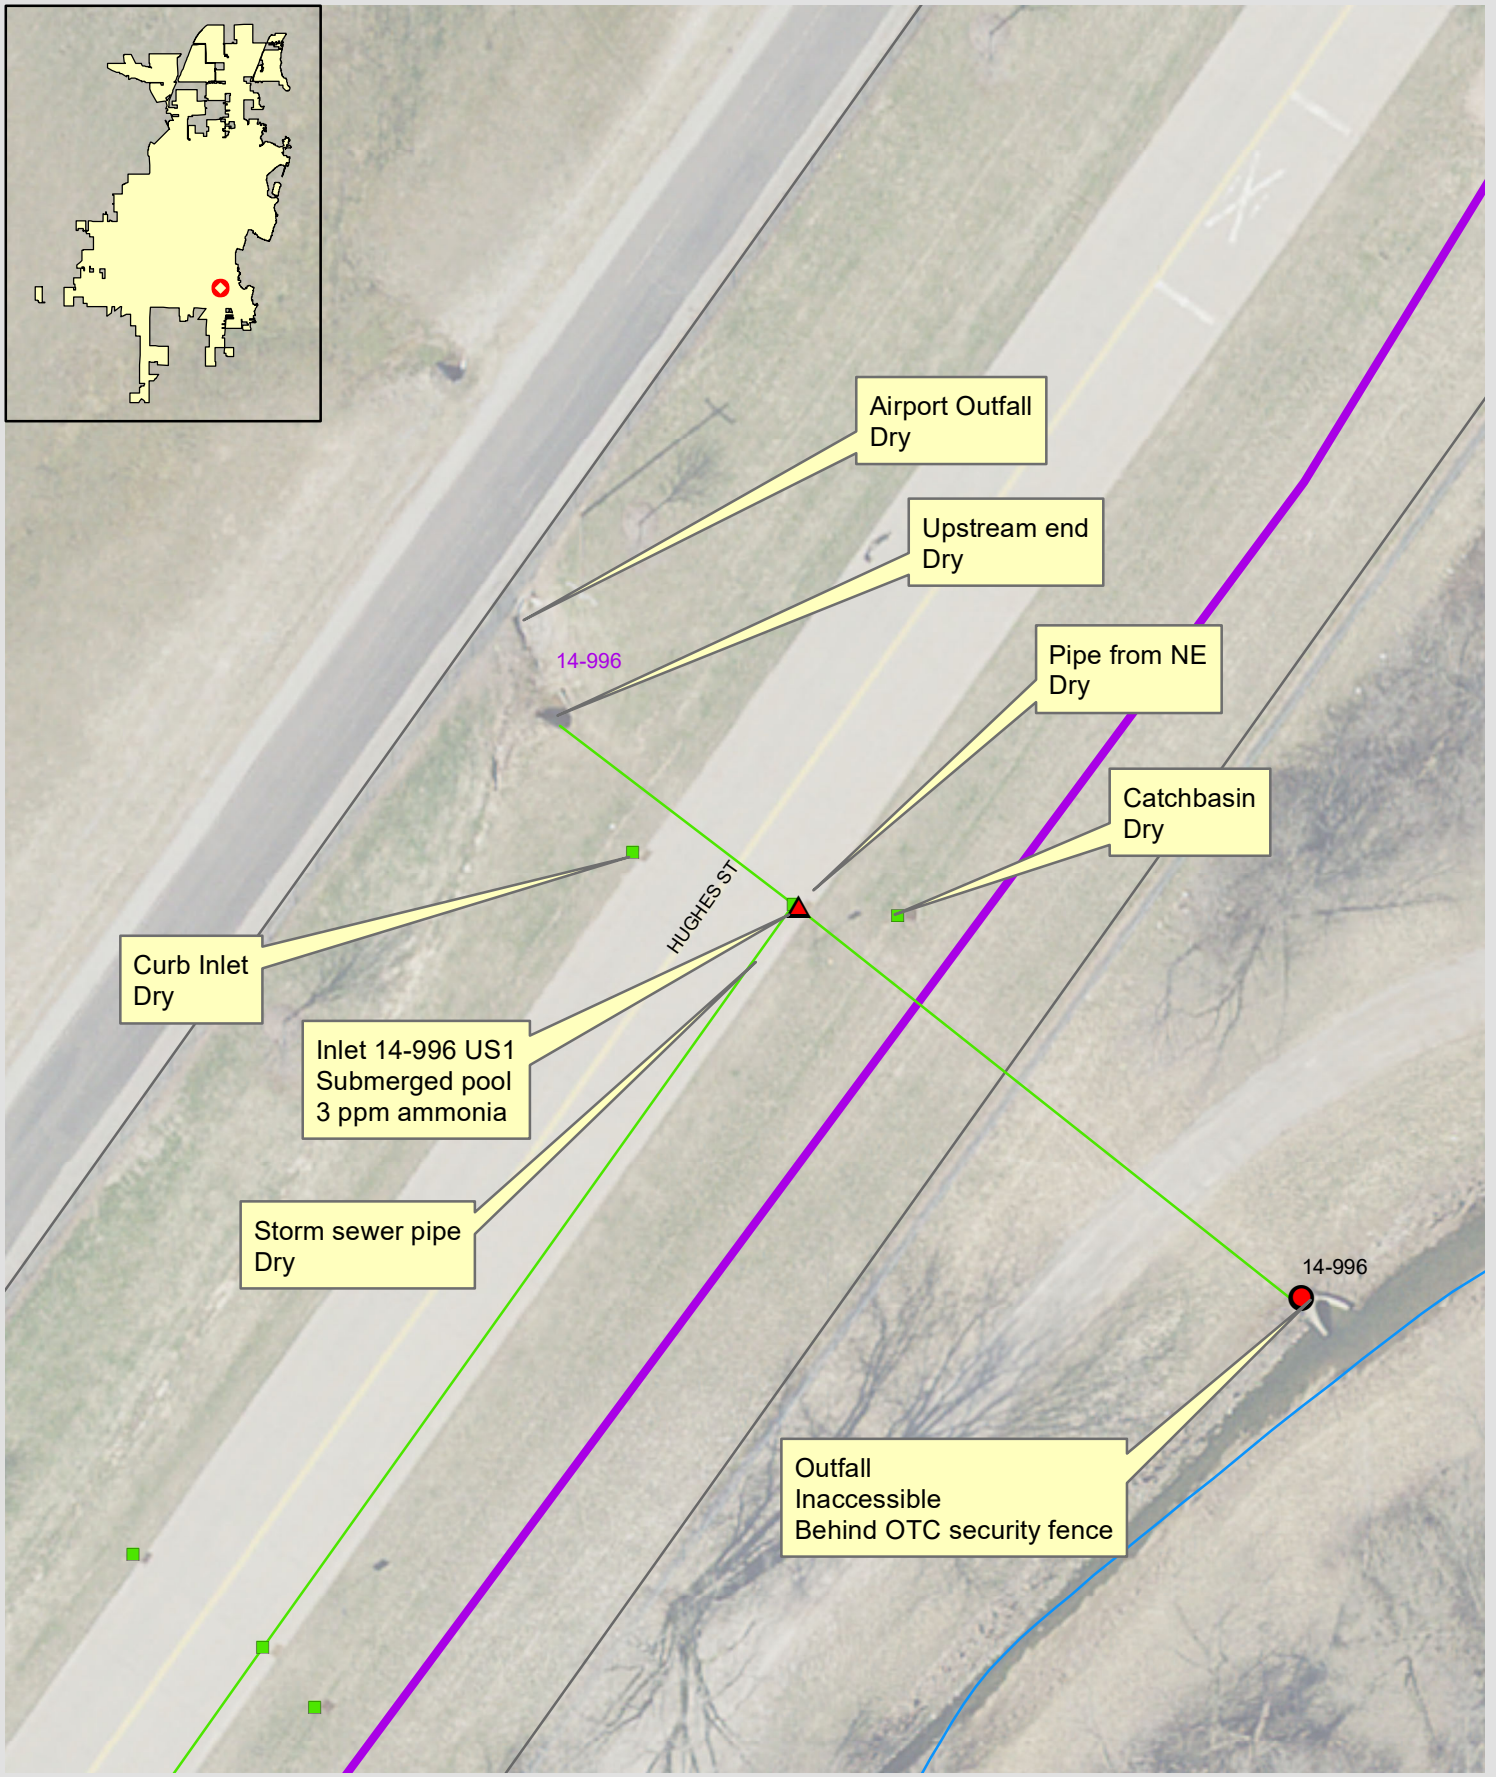 Airport Outfall
Dry
Upstream end
Dry
Pipe from NE
Dry
14-996
Catchbasin
Dry
HUGHES ST
Curb Inlet
Dry
Inlet 14-996 US1
Submerged pool
3 ppm ammonia
Storm sewer pipe
Dry
14-996
Outfall
Inaccessible
Behind OTC security fence